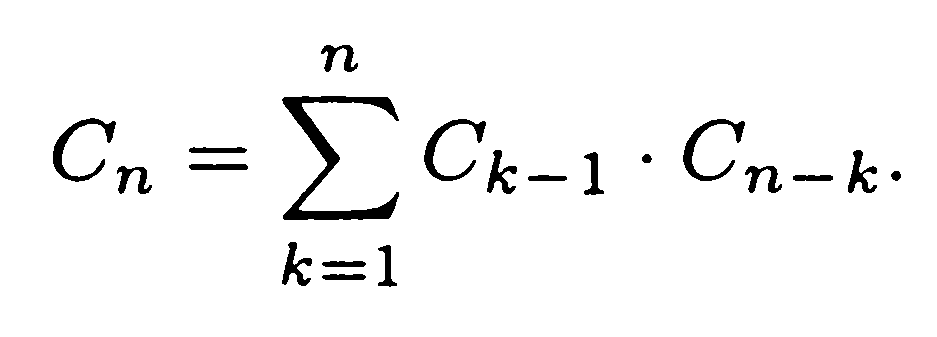 $C_n = \sum_{k=1}^{n} C_{k-1} \cdot C_{n-k}.$